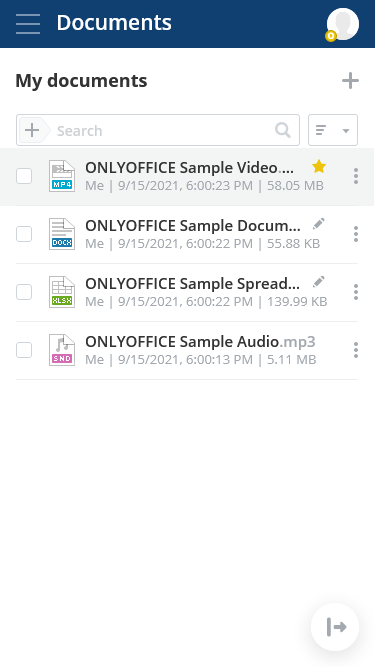 Documents
My documents
Search
ONLYOFFICE Sample Video....
MP4
Me | 9/15/2021, 6:00:23 PM | 58.05 MB
ONLYOFFICE Sample Docum...
DOCX
Me | 9/15/2021, 6:00:22 PM | 55.88 KB
ONLYOFFICE Sample Spread...
XLSX
Me | 9/15/2021, 6:00:22 PM | 139.99 KB
ONLYOFFICE Sample Audio.mp3
SND
Me | 9/15/2021, 6:00:13 PM | 5.11 MB